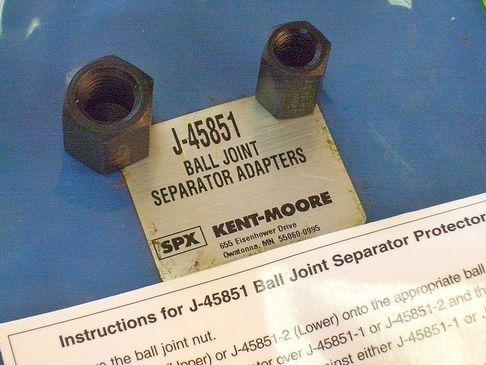 J-45851
BALL JOINT
SEPARATOR ADAPTERS
SPX KENT-MOORE
655 Eisenhower Drive
Owatonna, MN 55060-0995
Instructions for J-45851 Ball Joint Separator Protector
the ball joint nut.
(Upper) or J-45851-2 (Lower) onto the appropriate ball
over J-45851-1 or J-45851-2 and the
either J-45851-1 or